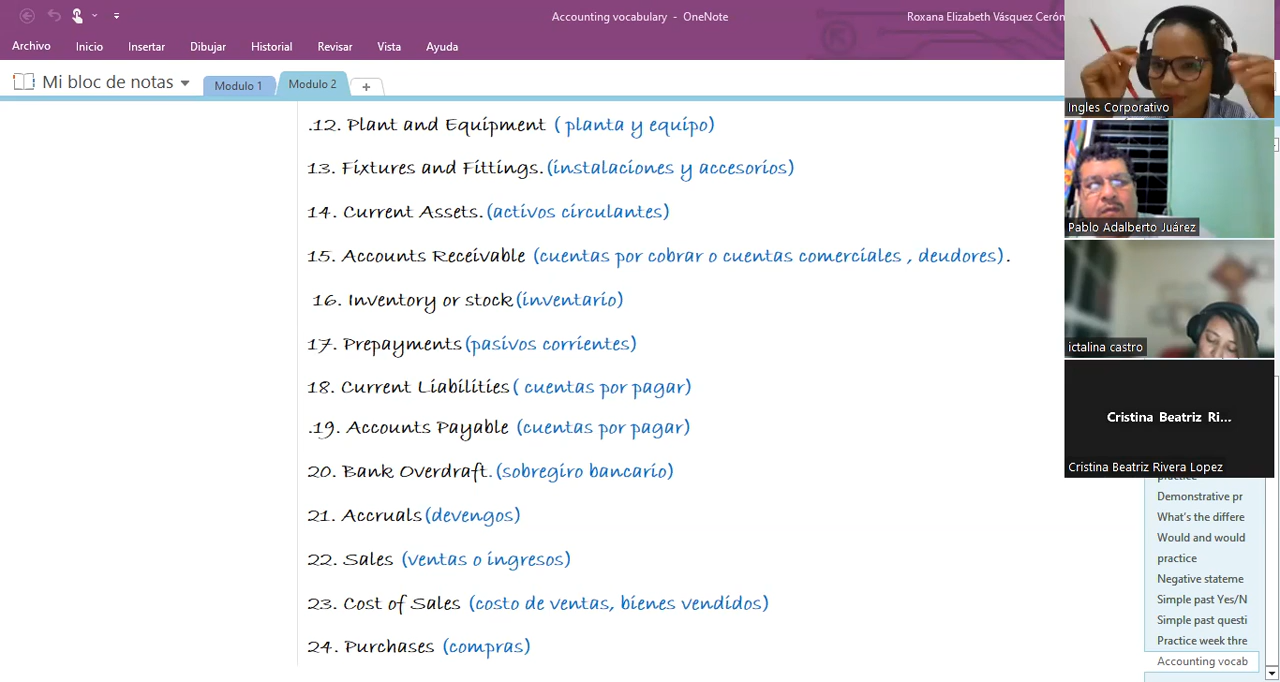 Accounting vocabulary - OneNote
Roxana Elizabeth Vásquez Cerón
Archivo Inicio Insertar Dibujar Historial Revisar Vista Ayuda
Mi bloc de notas Modulo 1 Modulo 2 +
.12. Plant and Equipment ( planta y equipo)
13. Fixtures and Fittings. (instalaciones y accesorios)
14. Current Assets. (activos circulantes)
15. Accounts Receivable (cuentas por cobrar o cuentas comerciales , deudores) .
16. Inventory or stock (inventario)
17. Prepayments (pasivos corrientes)
18. Current Liabilities ( cuentas por pagar)
.19. Accounts Payable (cuentas por pagar)
20. Bank Overdraft. (sobregiro bancario)
21. Accruals (devengos)
22. Sales (ventas o ingresos)
23. Cost of Sales (costo de ventas, bienes vendidos)
24. Purchases (compras)
Ingles Corporativo
Pablo Adalberto Juárez
ictalina castro
Cristina Beatriz Ri...
Cristina Beatriz Rivera Lopez
practice
Demonstrative pr
What's the differe
Would and would
practice
Negative stateme
Simple past Yes/N
Simple past questi
Practice week thre
Accounting vocab